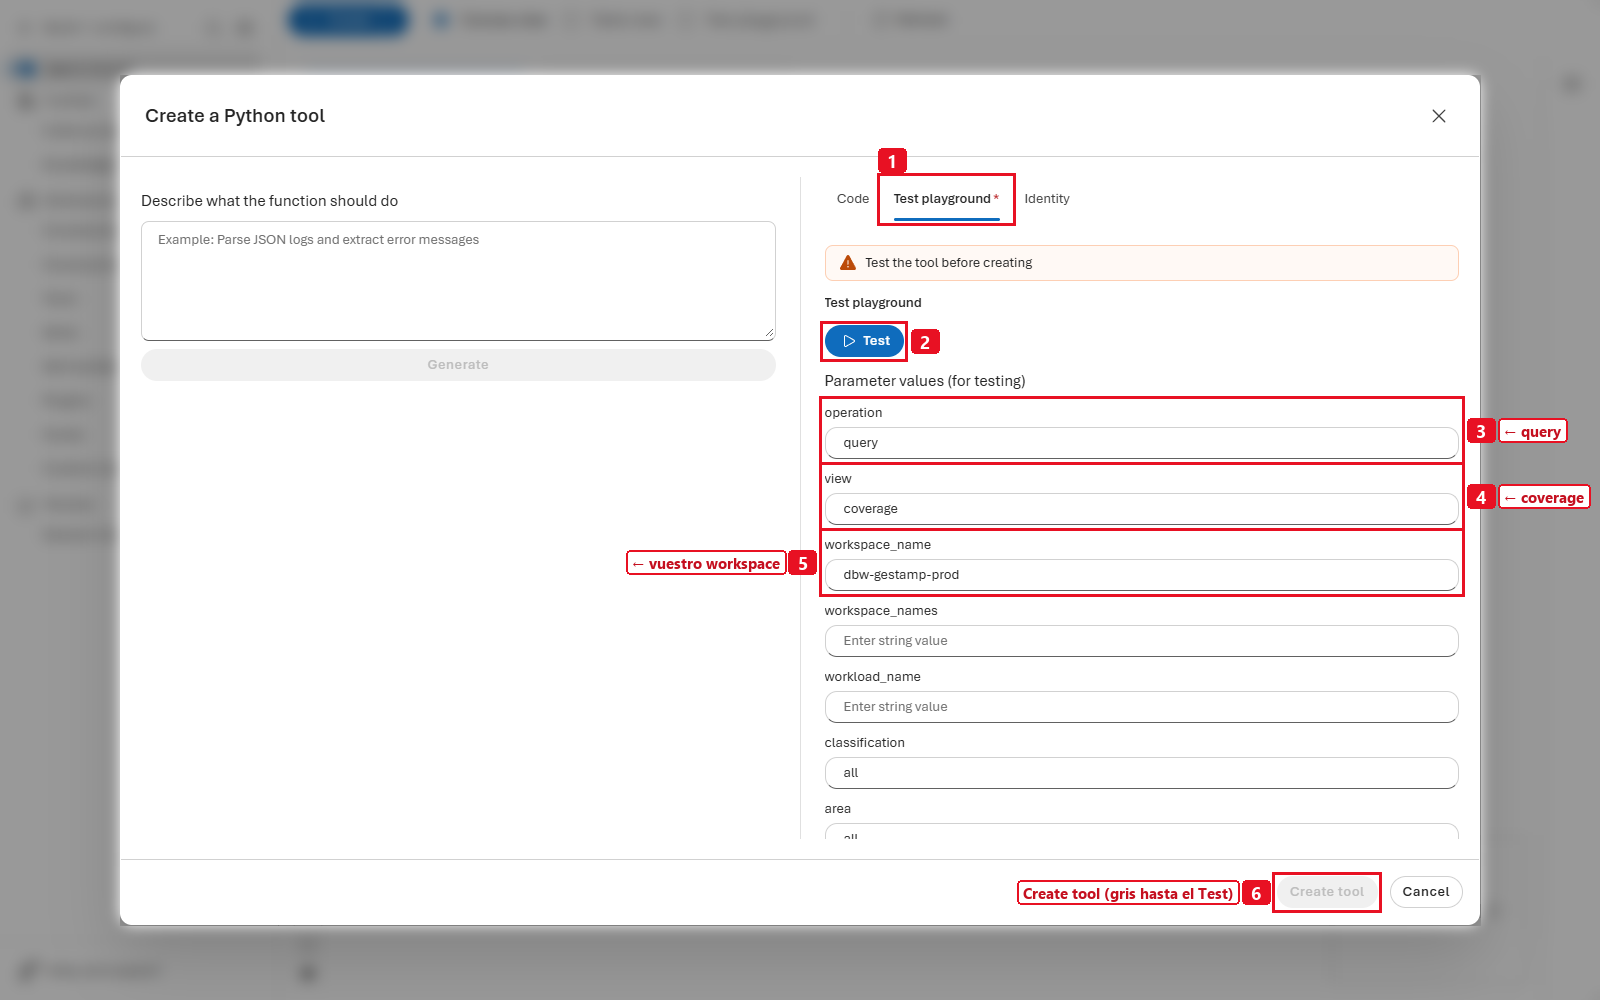 Create a Python tool
Describe what the function should do
Example: Parse JSON logs and extract error messages
Generate
1
Code
Test playground *
Identity
Test the tool before creating
Test playground
Test
2
Parameter values (for testing)
operation
query
3
← query
view
coverage
4
← coverage
workspace_name
dbw-gestamp-prod
← vuestro workspace
5
workspace_names
Enter string value
workload_name
Enter string value
classification
all
area
all
Create tool (gris hasta el Test)
6
Create tool
Cancel